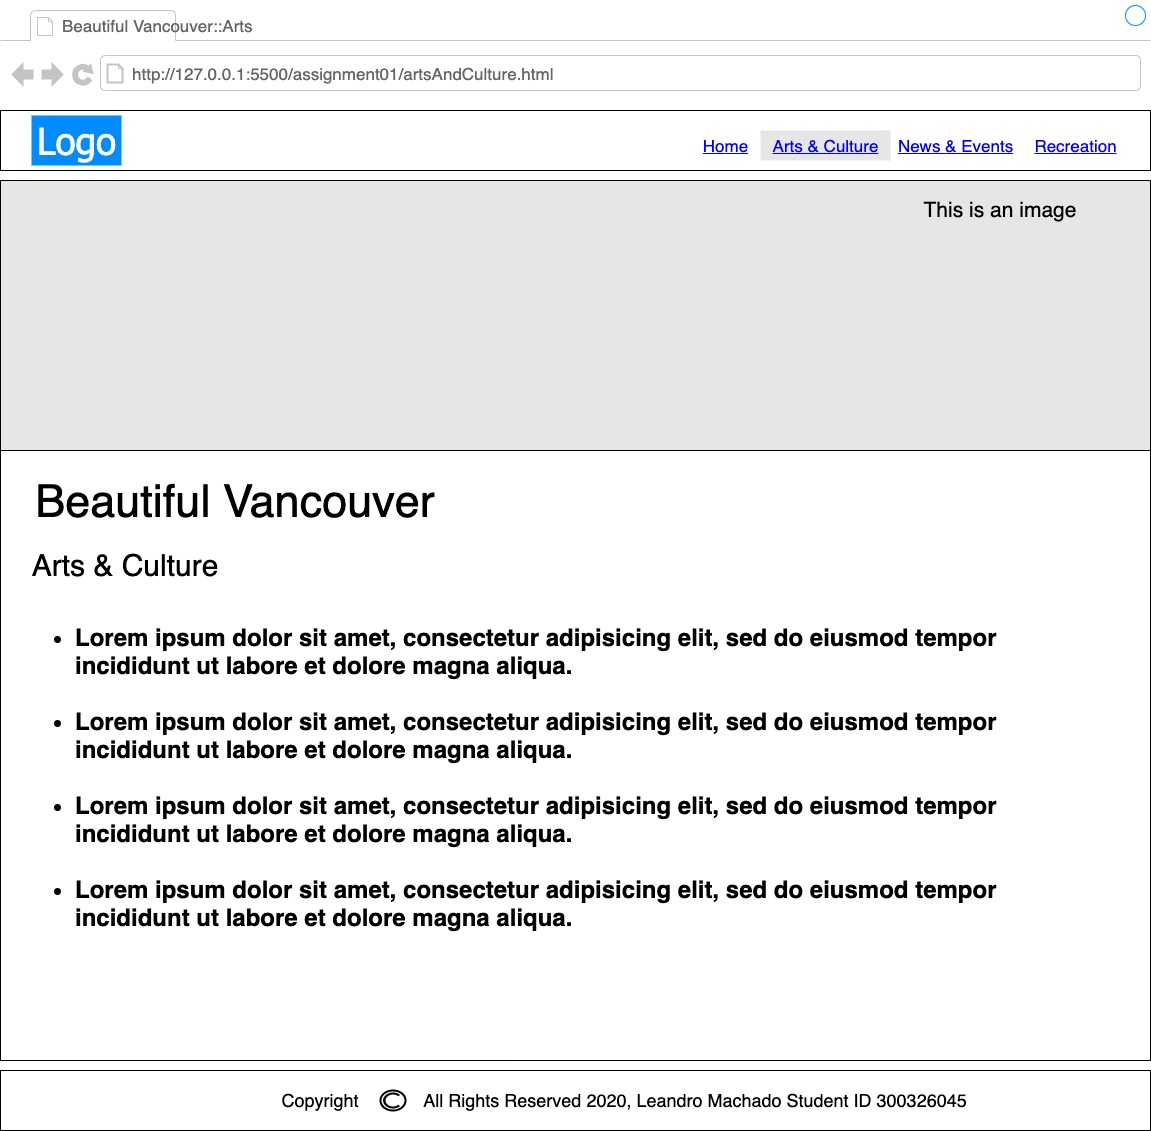 Beautiful Vancouver::Arts
http://127.0.0.1:5500/assignment01/artsAndCulture.html
Logo
Home Arts & Culture News & Events Recreation
This is an image
Beautiful Vancouver
Arts & Culture
• Lorem ipsum dolor sit amet, consectetur adipisicing elit, sed do eiusmod tempor
incididunt ut labore et dolore magna aliqua.
• Lorem ipsum dolor sit amet, consectetur adipisicing elit, sed do eiusmod tempor
incididunt ut labore et dolore magna aliqua.
• Lorem ipsum dolor sit amet, consectetur adipisicing elit, sed do eiusmod tempor
incididunt ut labore et dolore magna aliqua.
• Lorem ipsum dolor sit amet, consectetur adipisicing elit, sed do eiusmod tempor
incididunt ut labore et dolore magna aliqua.
Copyright © All Rights Reserved 2020, Leandro Machado Student ID 300326045